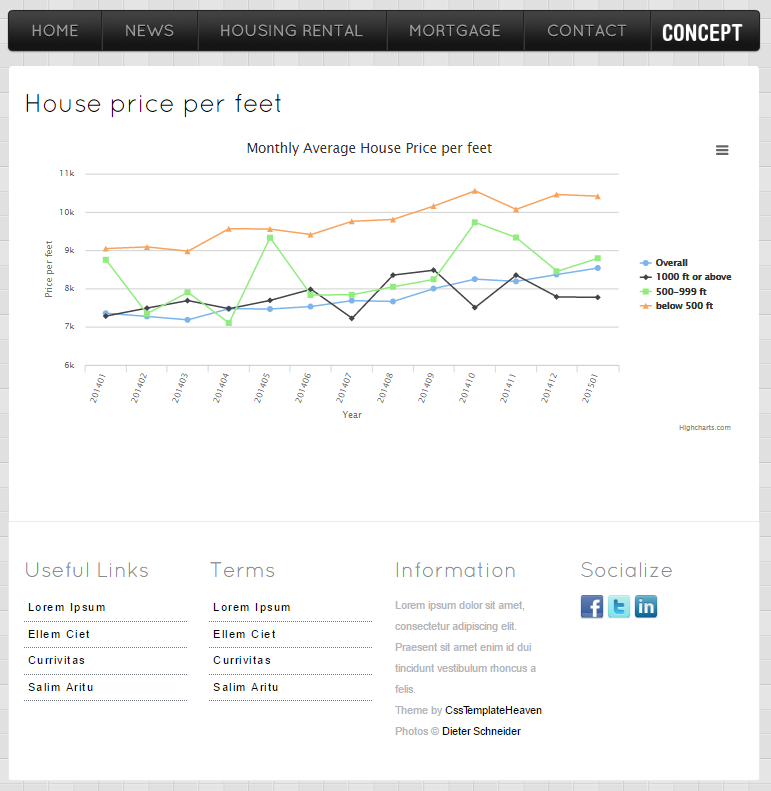 HOME NEWS HOUSING RENTAL MORTGAGE CONTACT CONCEPT
House price per feet
Monthly Average House Price per feet
11k
10k
9k
8k
7k
6k
Price per feet
201401 201402 201403 201404 201405 201406 201407 201408 201409 201410 201411 201412 201501
Year
Overall
1000 ft or above
500-999 ft
below 500 ft
Highcharts.com
Useful Links
Lorem Ipsum
Ellem Ciet
Currivitas
Salim Aritu
Terms
Lorem Ipsum
Ellem Ciet
Currivitas
Salim Aritu
Information
Lorem ipsum dolor sit amet,
consectetur adipiscing elit.
Praesent sit amet enim id dui
tincidunt vestibulum rhoncus a
felis.
Theme by CssTemplateHeaven
Photos © Dieter Schneider
Socialize
f t in